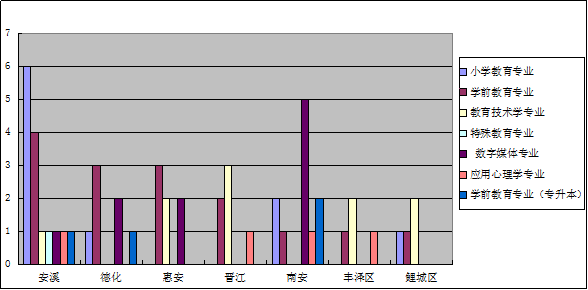 7
6
5
4
3
2
1
0
安溪 德化 惠安 晋江 南安 丰泽区 鲤城区
小学教育专业
学前教育专业
教育技术学专业
特殊教育专业
数字媒体专业
应用心理学专业
学前教育专业（专升本）